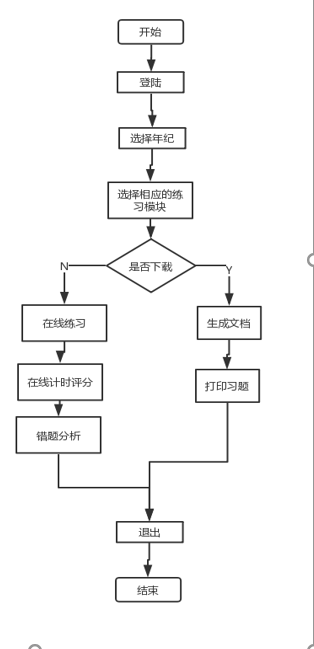 开始
登陆
选择年纪
选择相应的练
习模块
是否下载
N
Y
在线练习
生成文档
在线计时评分
打印习题
错题分析
退出
结束